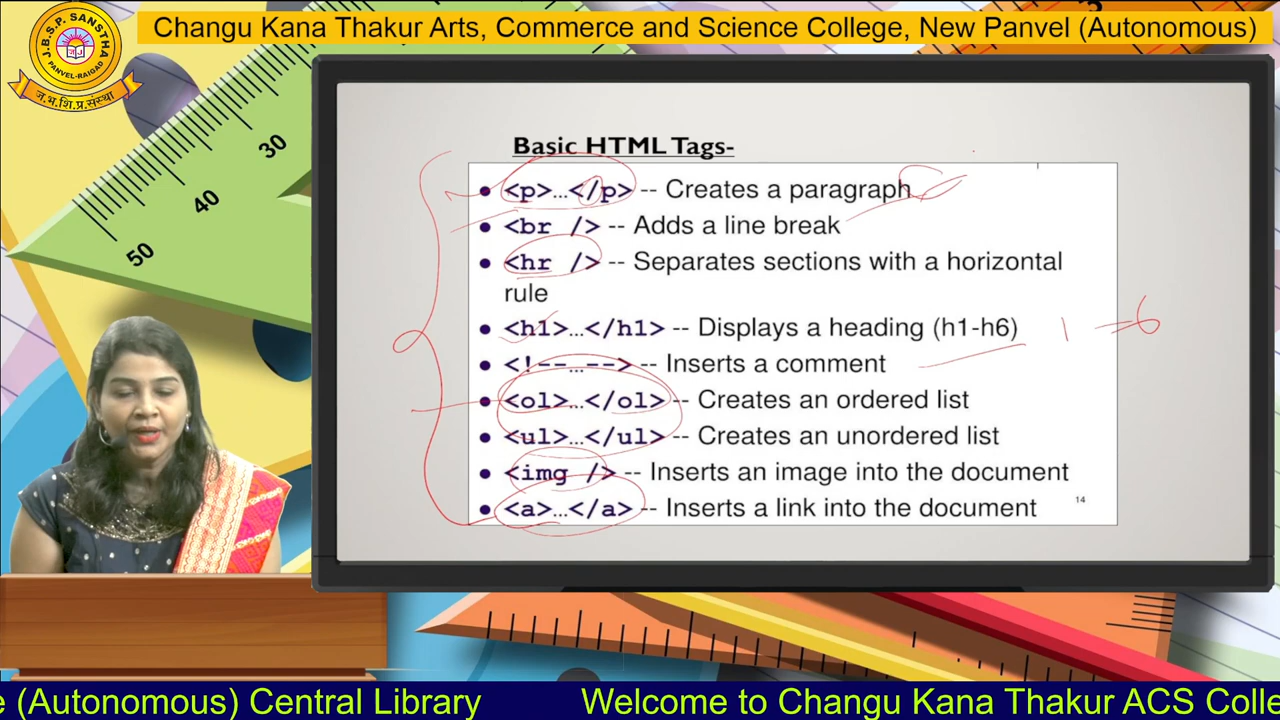 Changu Kana Thakur Arts, Commerce and Science College, New Panvel (Autonomous)
J.B.S.P. SANSTHA
PANVEL-RAIGAD
ज.भ.शि.प्र.संस्था
30
40
50
Basic HTML Tags-
• <p>…</p> -- Creates a paragraph
• <br /> -- Adds a line break
• <hr /> -- Separates sections with a horizontal
rule
• <h1>…</h1> -- Displays a heading (h1-h6)
1 - 6
• <!--…--> -- Inserts a comment
• <ol>…</ol> -- Creates an ordered list
• <ul>…</ul> -- Creates an unordered list
• <img /> -- Inserts an image into the document
• <a>…</a> -- Inserts a link into the document
14
e (Autonomous) Central Library Welcome to Changu Kana Thakur ACS Colle